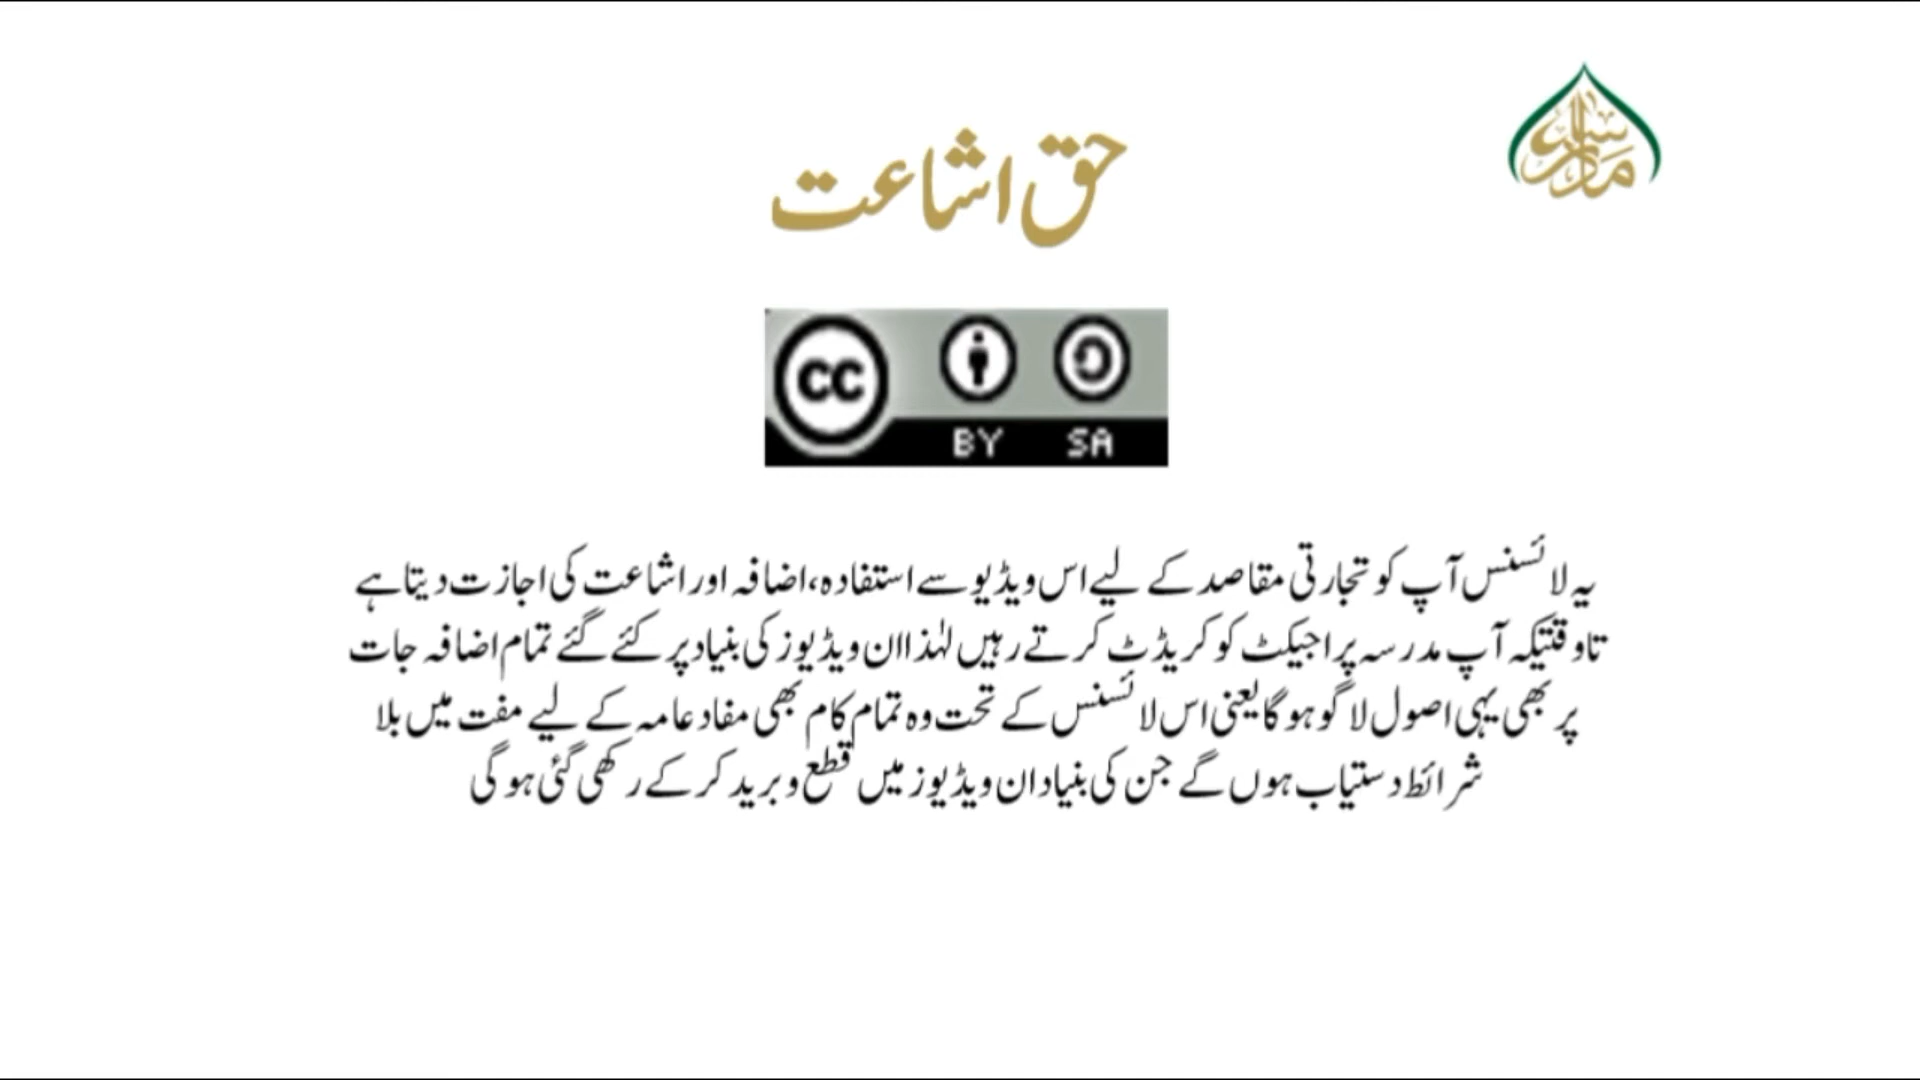 مدرسہ
حق اشاعت
cc
BY SA
یہ لائسنس آپ کو تجارتی مقاصد کے لیے اس ویڈیو سے استفادہ، اضافہ اور اشاعت کی اجازت دیتا ہے
تاوقتیکہ آپ مدرسہ پراجیکٹ کو کریڈٹ کرتے رہیں لہٰذا ان ویڈیوز کی بنیاد پر کئے گئے تمام اضافہ جات
پر بھی یہی اصول لاگو ہو گا یعنی اس لائسنس کے تحت وہ تمام کام بھی مفاد عامہ کے لیے مفت میں بلا
شرائط دستیاب ہوں گے جن کی بنیاد ان ویڈیوز میں قطع و برید کر کے رکھی گئی ہو گی